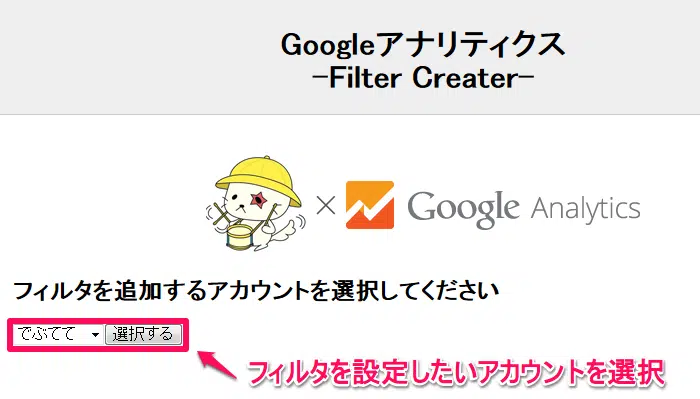 Googleアナリティクス
-Filter Creater-
× Google Analytics
フィルタを追加するアカウントを選択してください
でぶてて 選択する
フィルタを設定したいアカウントを選択